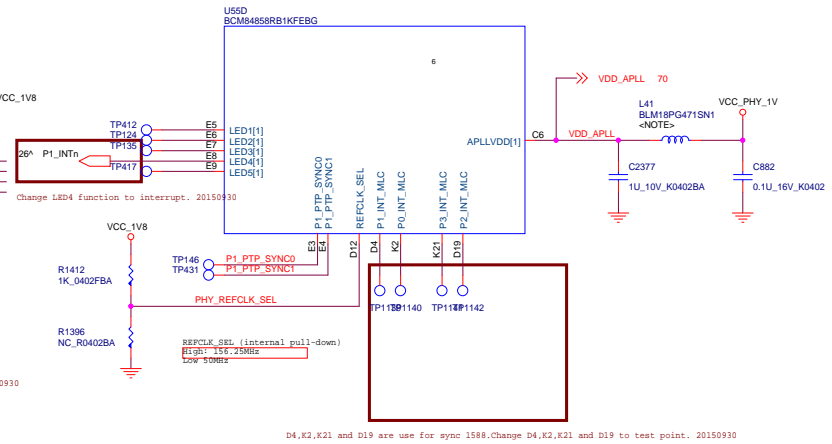 U55D
BCM84858RB1KFEBG
6
VDD_APLL 70
VCC_PHY_1V
L41
BLM18PG471SN1
<NOTE>
VCC_1V8
TP412
TP124
TP135
TP417
E5
E6
E7
E8
E9
LED1[1]
LED2[1]
LED3[1]
LED4[1]
LED5[1]
26^ P1_INTn
APLLVDD[1]
C6
VDD_APLL
C2377
1U_10V_K0402BA
C882
0.1U_16V_K0402
Change LED4 function to interrupt. 20150930
P1_PTP_SYNC0
P1_PTP_SYNC1
REFCLK_SEL
P1_INT_MLC
P0_INT_MLC
P3_INT_MLC
P2_INT_MLC
E3
E4
D12
D4
K2
K21
D19
VCC_1V8
TP146
TP431
P1_PTP_SYNC0
P1_PTP_SYNC1
R1412
1K_0402FBA
PHY_REFCLK_SEL
TP1140
TP1142
R1396
NC_R0402BA
REFCLK_SEL (internal pull-down)
High: 156.25MHz
Low 50MHz
0930
D4,K2,K21 and D19 are use for sync 1588.Change D4,K2,K21 and D19 to test point. 20150930